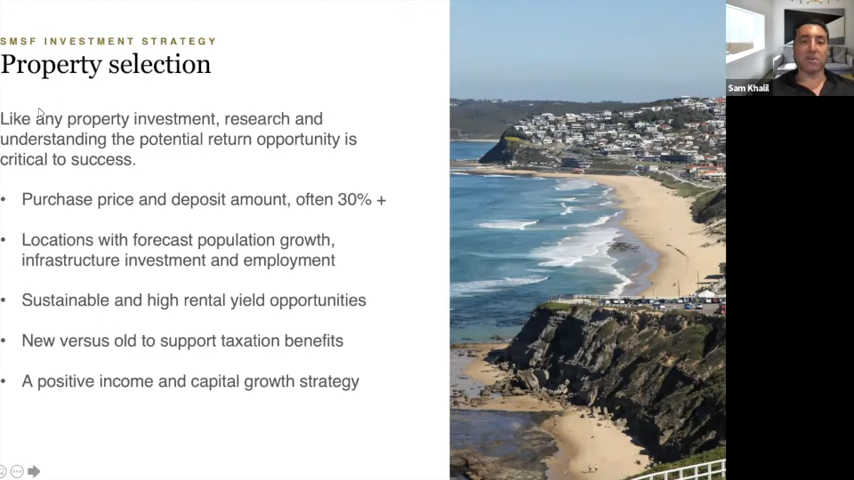 SMSF INVESTMENT STRATEGY
Property selection
Like any property investment, research and
understanding the potential return opportunity is
critical to success.
• Purchase price and deposit amount, often 30% +
• Locations with forecast population growth,
infrastructure investment and employment
• Sustainable and high rental yield opportunities
• New versus old to support taxation benefits
• A positive income and capital growth strategy
Sam Khalil